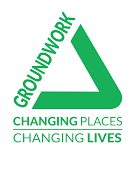 GROUNDWORK
CHANGING PLACES
CHANGING LIVES